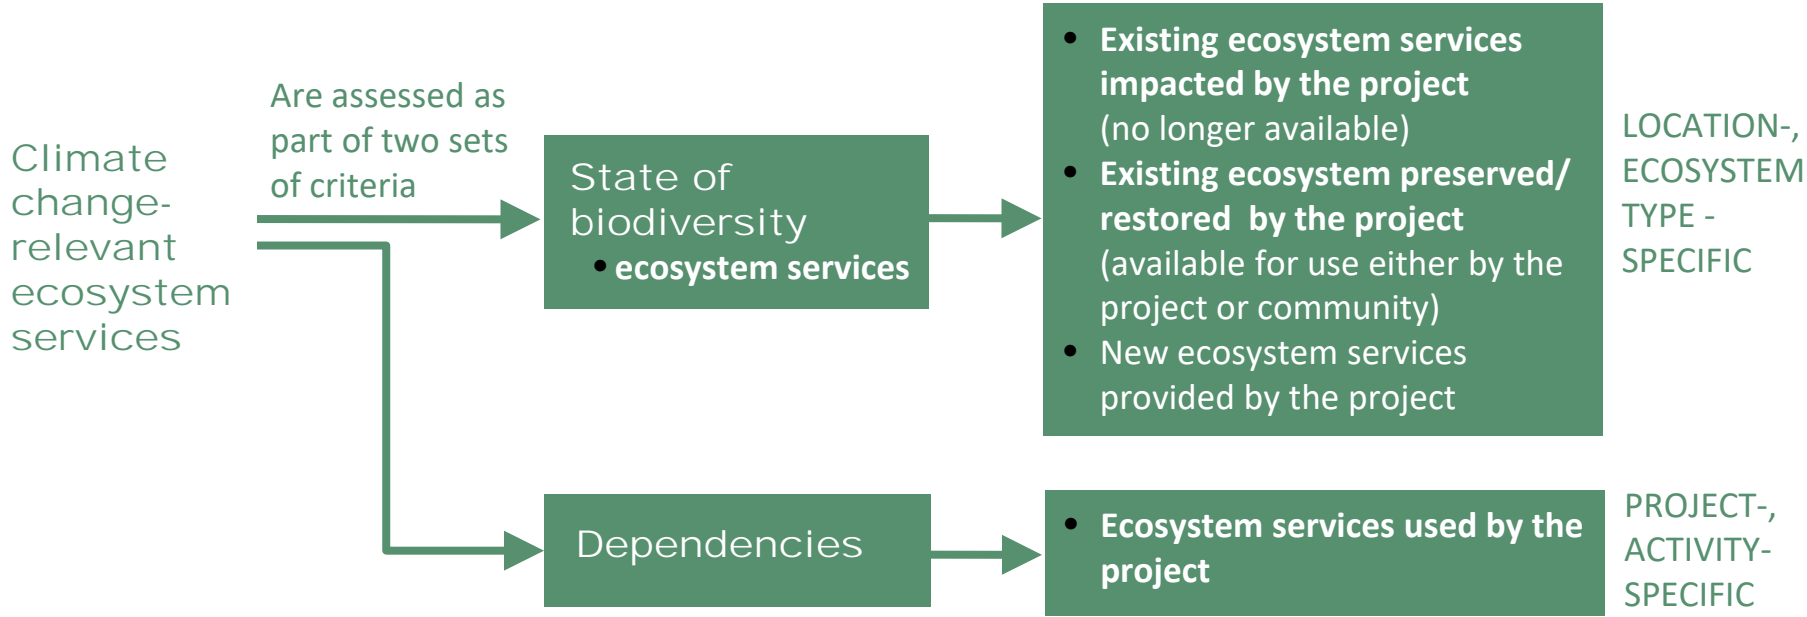 Climate
change-
relevant
ecosystem
services
Are assessed as
part of two sets
of criteria
State of
biodiversity
• ecosystem services
• Existing ecosystem services
impacted by the project
(no longer available)
• Existing ecosystem preserved/
restored by the project
(available for use either by the
project or community)
• New ecosystem services
provided by the project
LOCATION-,
ECOSYSTEM
TYPE -
SPECIFIC
Dependencies
• Ecosystem services used by the
project
PROJECT-,
ACTIVITY-
SPECIFIC